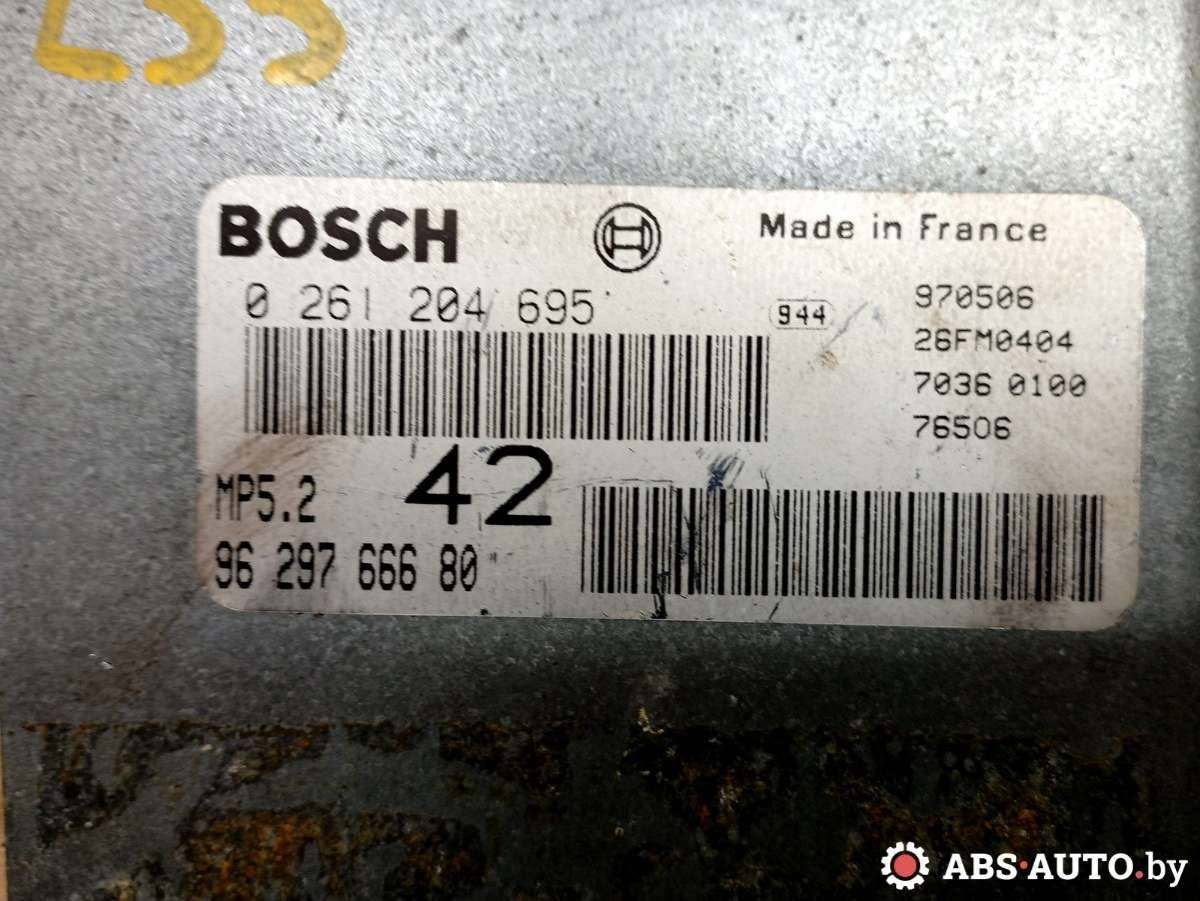 BOSCH
Made in France
0 261 204 695
944
970506
26FM0404
7036 0100
76506
MP5.2
42
96 297 666 80
ABS·AUTO.by